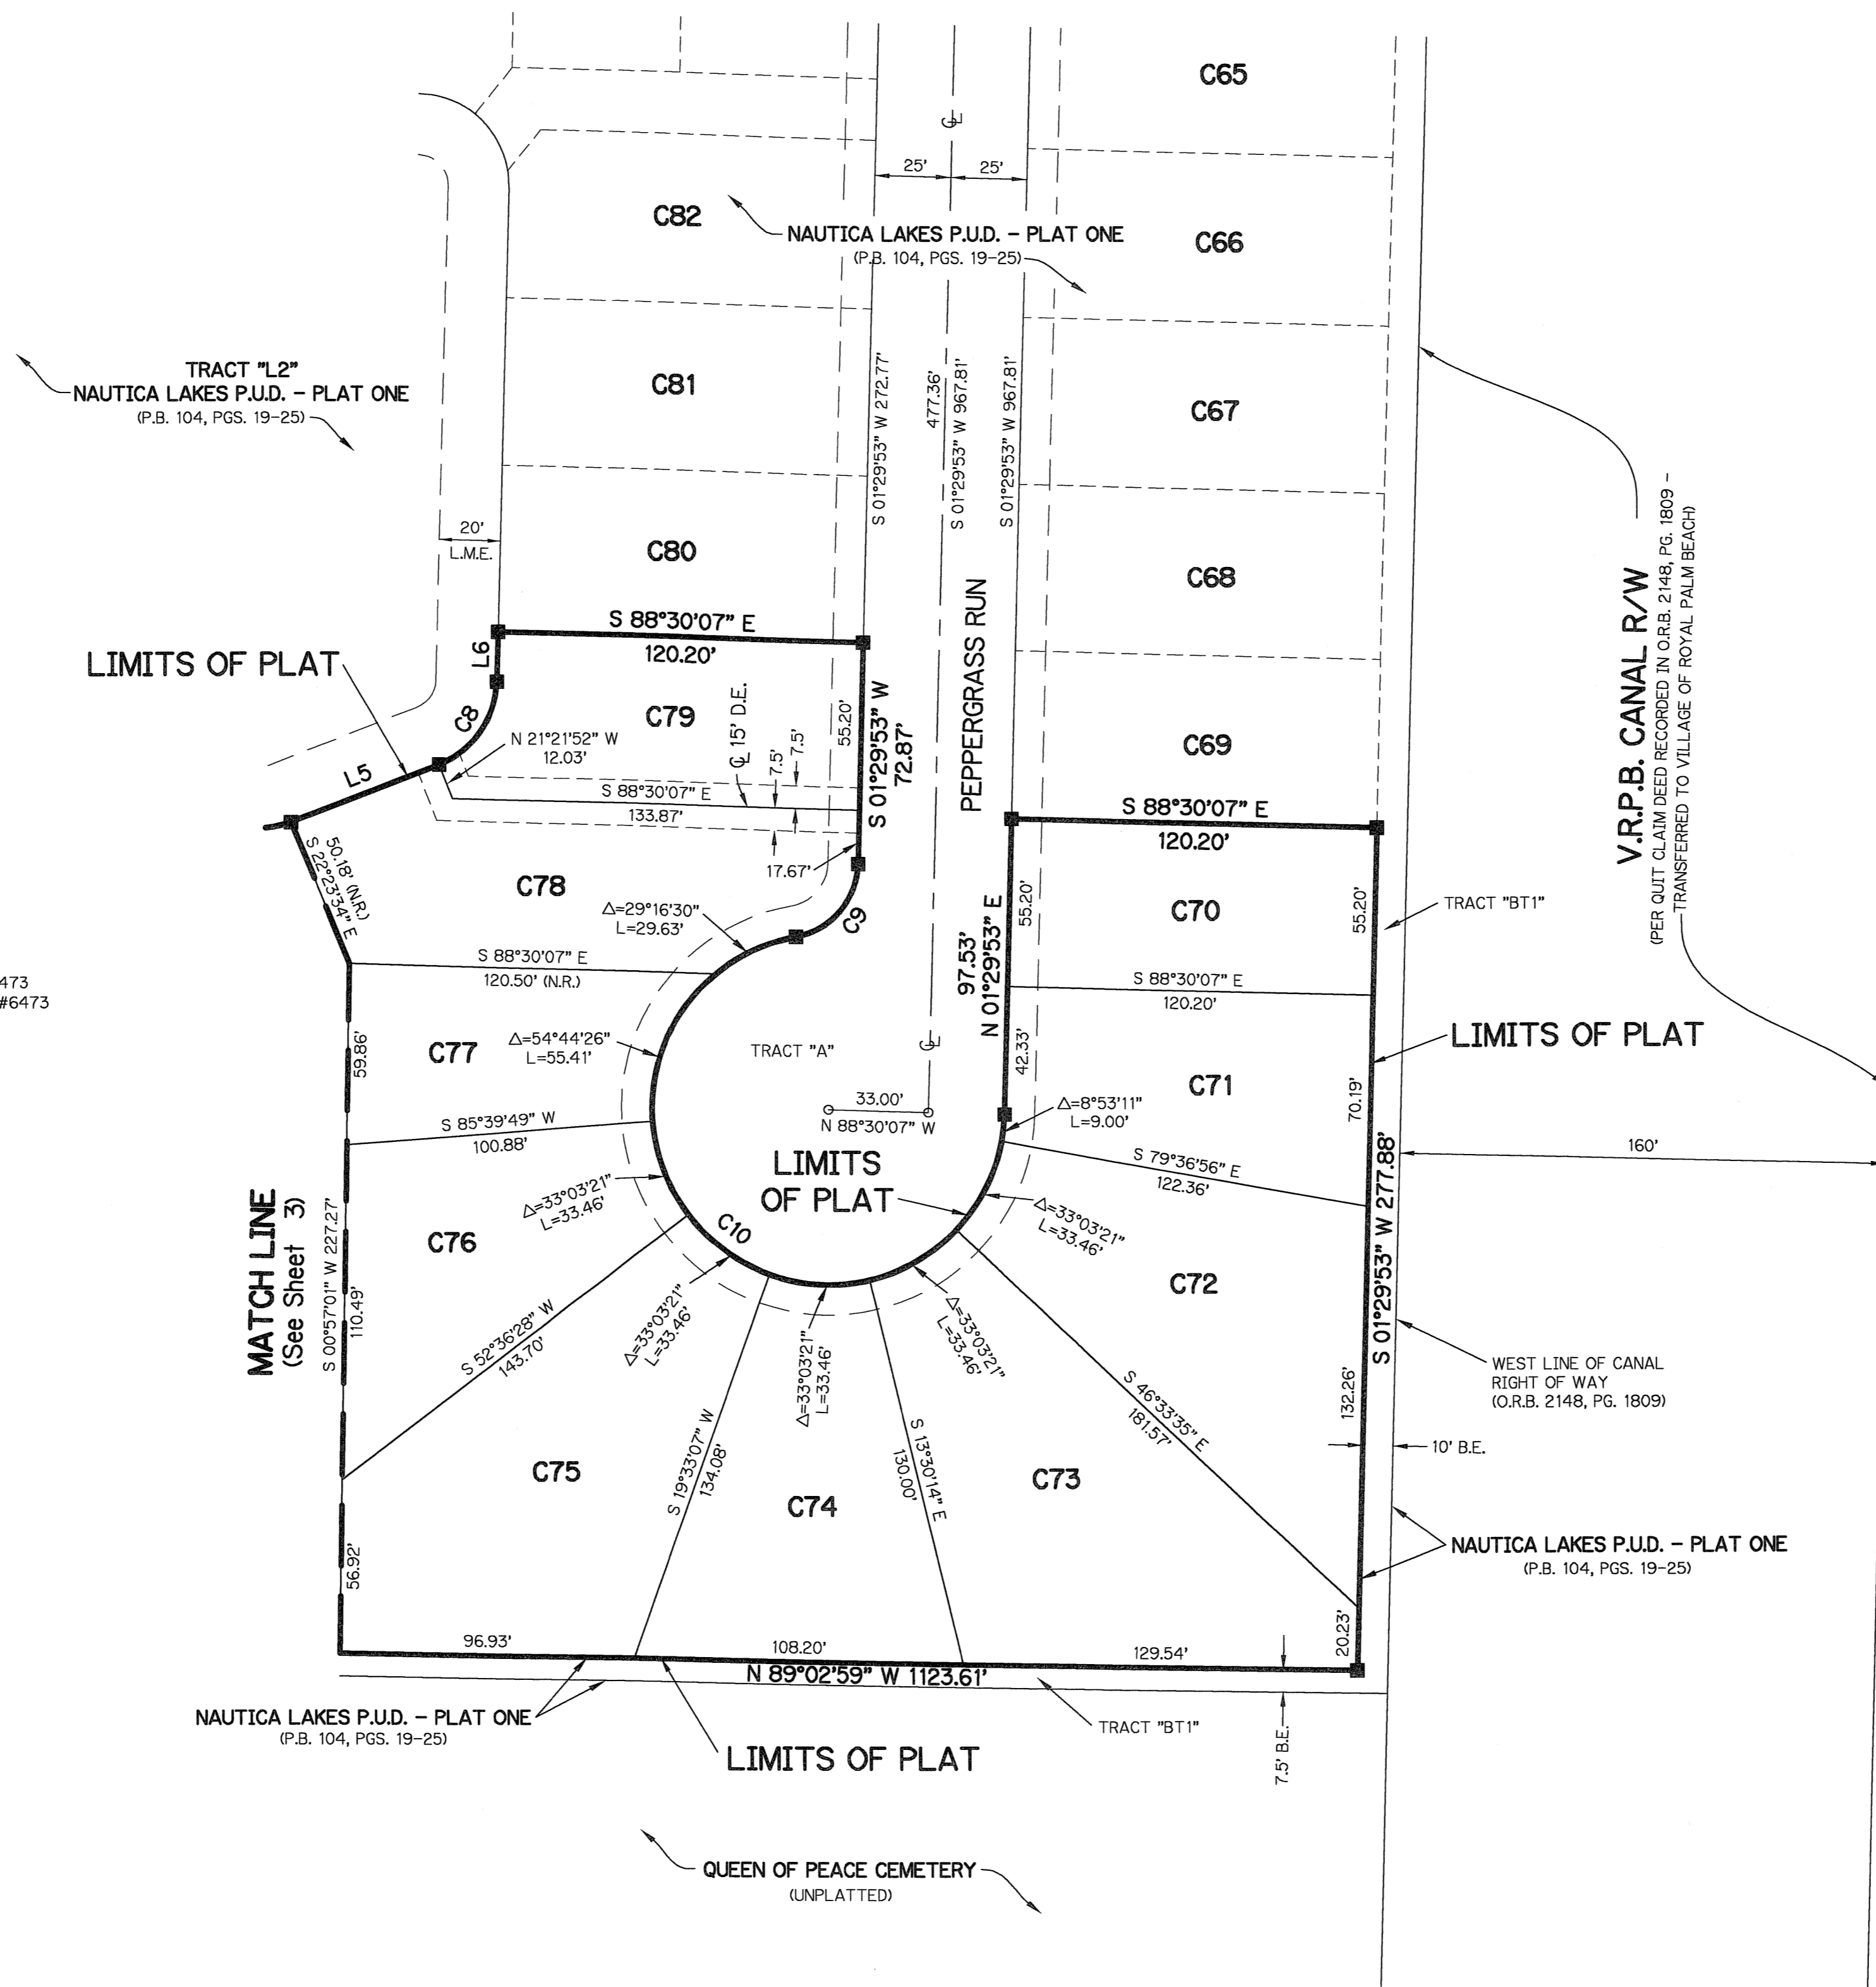 C65
℄
25'
25'
C82
NAUTICA LAKES P.U.D. - PLAT ONE
(P.B. 104, PGS. 19-25)
C66
TRACT "L2"
NAUTICA LAKES P.U.D. - PLAT ONE
(P.B. 104, PGS. 19-25)
C81
S 01°29'53" W 272.77'
477.36'
S 01°29'53" W 967.81'
S 01°29'53" W 967.81'
C67
20'
L.M.E.
C80
C68
V.R.P.B. CANAL R/W
(PER QUIT CLAIM DEED RECORDED IN O.R.B. 2148, PG. 1809 -
TRANSFERRED TO VILLAGE OF ROYAL PALM BEACH)
S 88°30'07" E
120.20'
LIMITS OF PLAT
L6
C8
C79
N 21°21'52" W
12.03'
℄ 15' D.E.
7.5'
7.5'
55.20'
S 01°29'53" W
72.87'
PEPPERGRASS RUN
C69
L5
S 88°30'07" E
133.87'
S 88°30'07" E
120.20'
17.67'
50.18' (N.R.)
S 22°23'34" E
C78
△=29°16'30"
L=29.63'
C9
97.53'
N 01°29'53" E
55.20'
C70
55.20'
TRACT "BT1"
S 88°30'07" E
120.50' (N.R.)
S 88°30'07" E
120.20'
473
#6473
59.86'
C77
△=54°44'26"
L=55.41'
TRACT "A"
℄
42.33'
C71
70.19'
LIMITS OF PLAT
33.00'
N 88°30'07" W
△=8°53'11"
L=9.00'
S 85°39'49" W
100.88'
S 79°36'56" E
122.36'
160'
LIMITS
OF PLAT
△=33°03'21"
L=33.46'
△=33°03'21"
L=33.46'
C10
MATCH LINE
(See Sheet 3)
S 00°57'01" W 227.27'
110.49'
C76
C72
S 01°29'53" W 277.88'
△=33°03'21"
L=33.46'
△=33°03'21"
L=33.46'
△=33°03'21"
L=33.46'
S 52°36'28" W
143.70'
S 46°33'35" E
181.57'
132.26'
WEST LINE OF CANAL
RIGHT OF WAY
(O.R.B. 2148, PG. 1809)
10' B.E.
C75
S 19°33'07" W
134.08'
C74
S 13°30'14" E
130.00'
C73
56.92'
NAUTICA LAKES P.U.D. - PLAT ONE
(P.B. 104, PGS. 19-25)
20.23'
96.93'
108.20'
129.54'
N 89°02'59" W 1123.61'
NAUTICA LAKES P.U.D. - PLAT ONE
(P.B. 104, PGS. 19-25)
TRACT "BT1"
7.5' B.E.
LIMITS OF PLAT
QUEEN OF PEACE CEMETERY
(UNPLATTED)